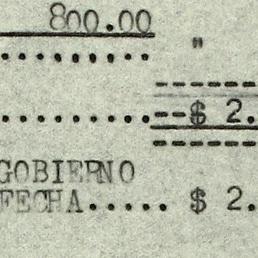 800.00
......... "
.........--$ 2.
GOBIERNO
FECHA..... $ 2.